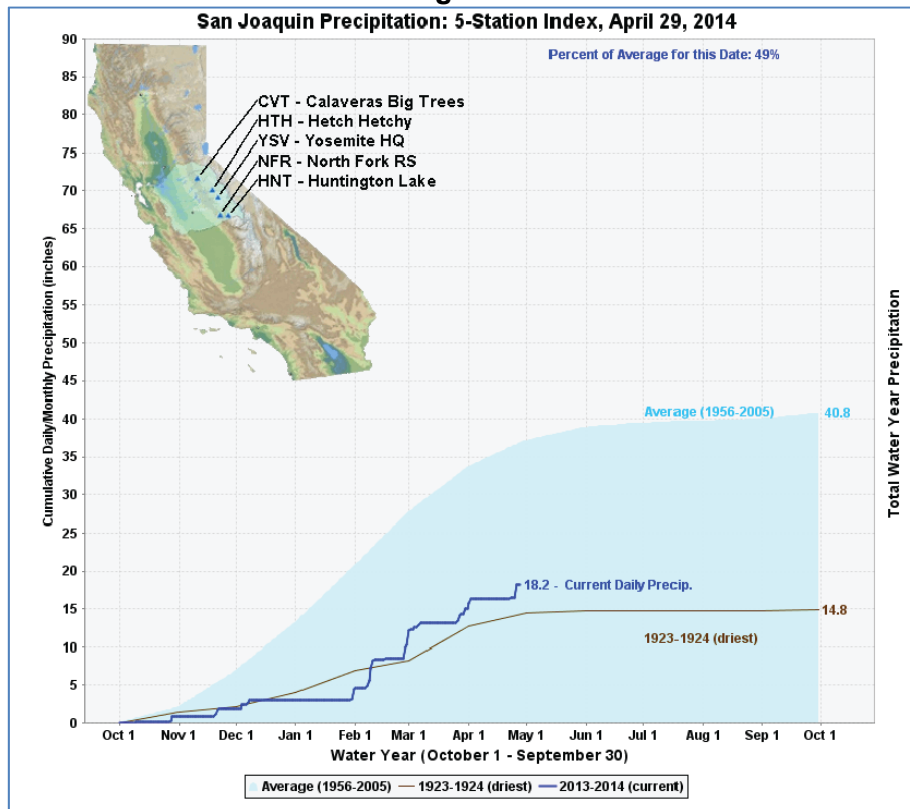 San Joaquin Precipitation: 5-Station Index, April 29, 2014
Percent of Average for this Date: 49%
CVT - Calaveras Big Trees
HTH - Hetch Hetchy
YSV - Yosemite HQ
NFR - North Fork RS
HNT - Huntington Lake
Cumulative Daily/Monthly Precipitation (inches)
90
85
80
75
70
65
60
55
50
45
40
35
30
25
20
15
10
5
0
Average (1956-2005)
40.8
18.2 - Current Daily Precip.
14.8
1923-1924 (driest)
Total Water Year Precipitation
Oct 1 Nov 1 Dec 1 Jan 1 Feb 1 Mar 1 Apr 1 May 1 Jun 1 Jul 1 Aug 1 Sep 1 Oct 1
Water Year (October 1 - September 30)
Average (1956-2005) 1923-1924 (driest) 2013-2014 (current)